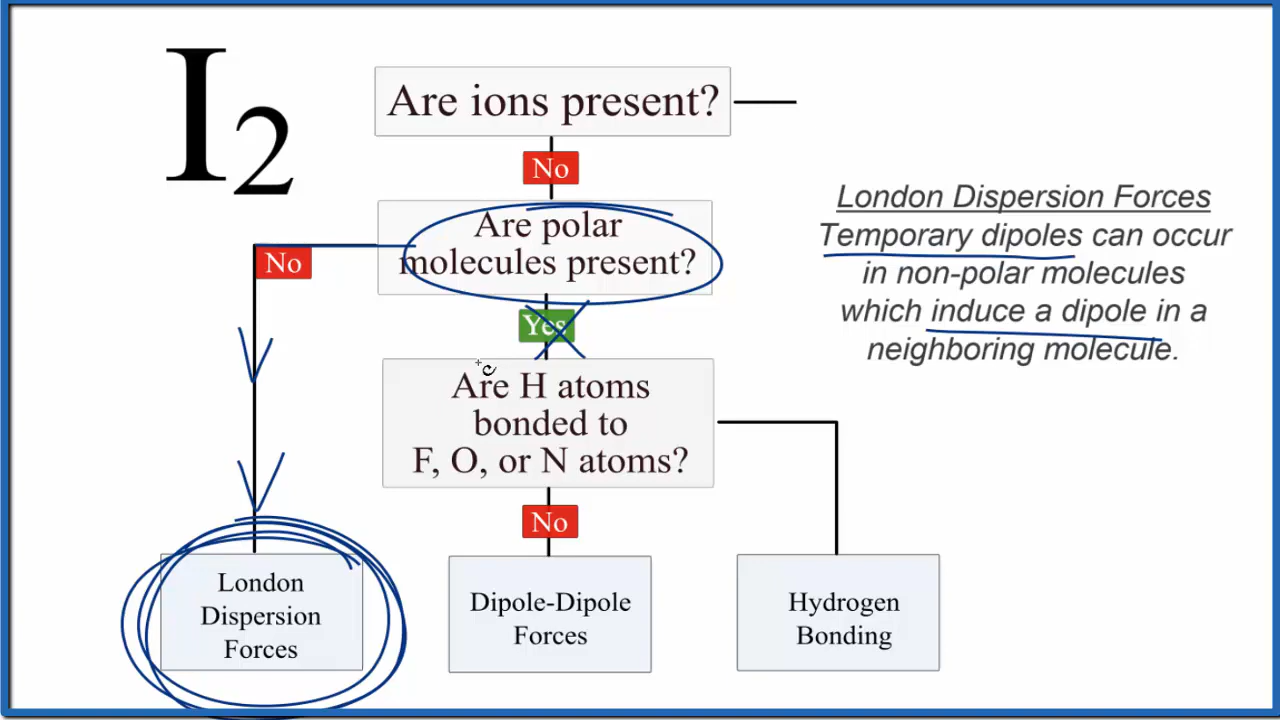 I2
Are ions present?
No
Are polar
molecules present?
No
Yes
Are H atoms
bonded to
F, O, or N atoms?
No
London
Dispersion
Forces
Dipole-Dipole
Forces
Hydrogen
Bonding
London Dispersion Forces
Temporary dipoles can occur
in non-polar molecules
which induce a dipole in a
neighboring molecule.